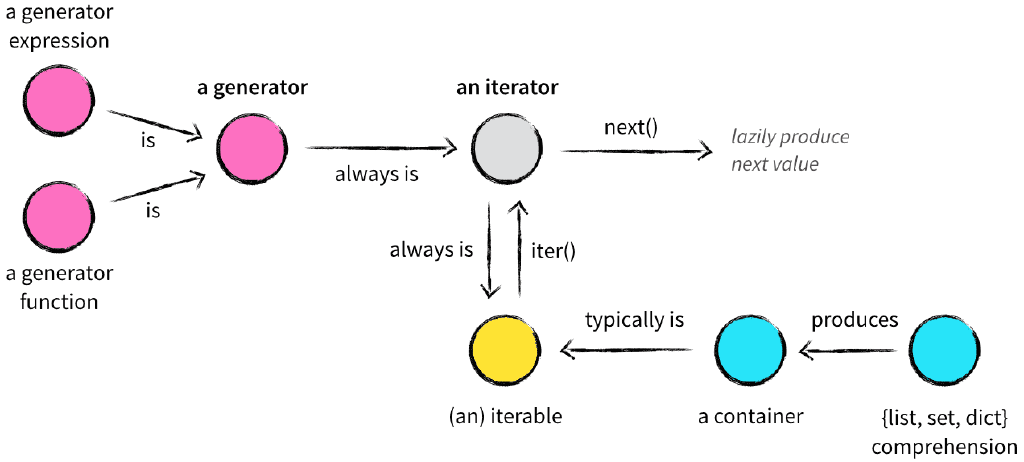 a generator
expression
a generator
an iterator
next()
lazily produce
next value
is
always is
is
a generator
function
always is
iter()
typically is
produces
(an) iterable
a container
{list, set, dict}
comprehension